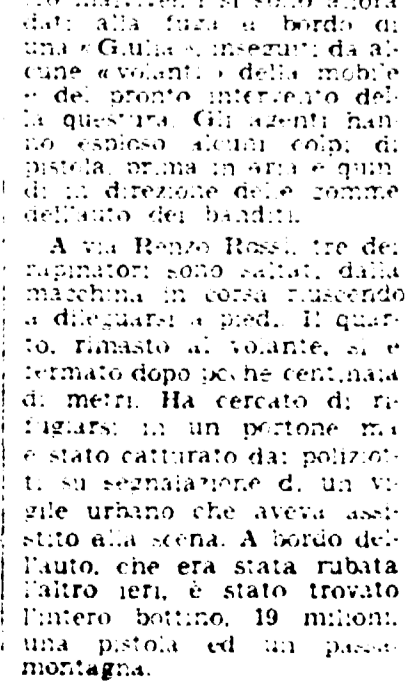 dati alla fuga a bordo di
una « Giulia », inseguiti da al-
cune « volanti » della mobile
e del pronto intervento del-
la questura. Gli agenti han-
no esploso alcuni colpi di
pistola, prima in aria e quin
di in direzione delle gomme
dell'auto dei banditi.
A via Renzo Rossi, tre dei
rapinatori sono saltati dalla
macchina in corsa riuscendo
a dileguarsi a piedi. Il quar-
to, rimasto al volante, si è
fermato dopo poche centinaia
di metri. Ha cercato di ri-
fugiarsi in un portone ma
è stato catturato dai poliziot-
ti su segnalazione di un vi-
gile urbano che aveva assi-
stito alla scena. A bordo del-
l'auto, che era stata rubata
l'altro ieri, è stato trovato
l'intero bottino, 19 milioni,
una pistola ed un passa-
montagna.